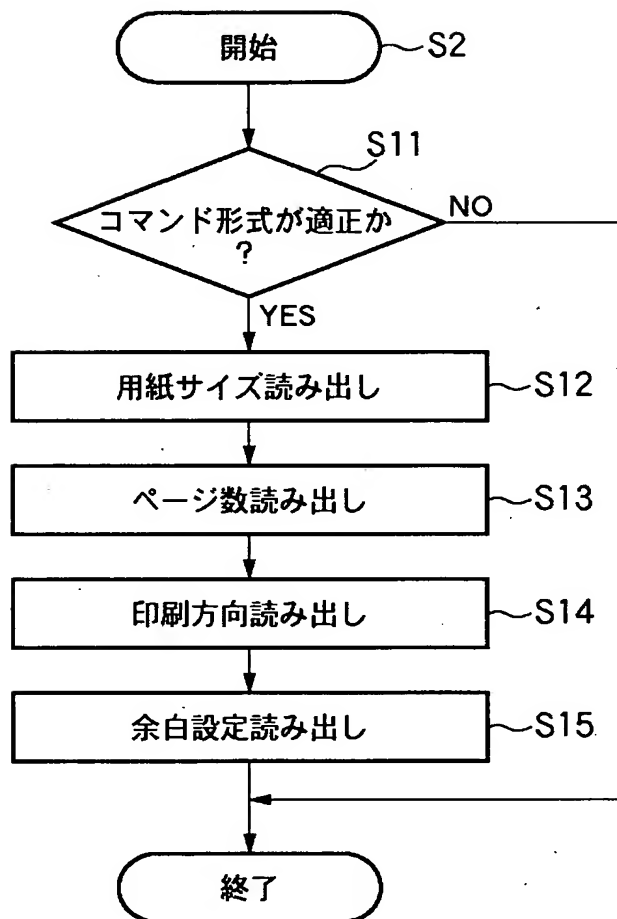 開始
S2
S11
コマンド形式が適正か
?
NO
YES
用紙サイズ読み出し
S12
ページ数読み出し
S13
印刷方向読み出し
S14
余白設定読み出し
S15
終了